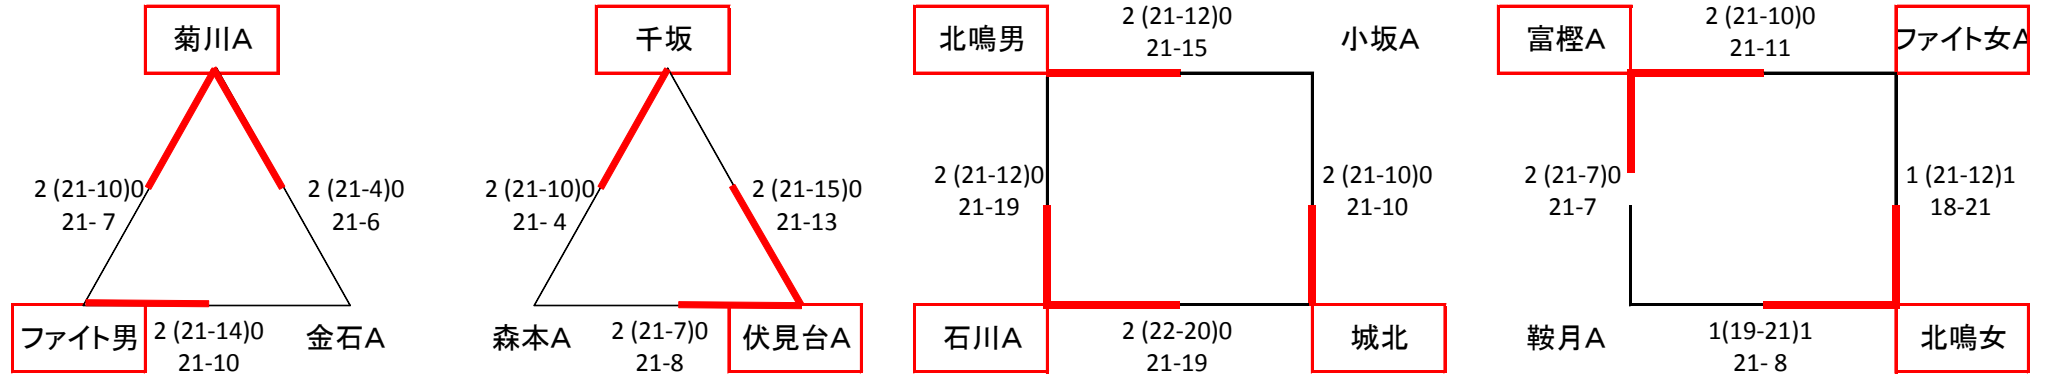 菊川A
千坂
北鳴男
2 (21-12)0
21-15
小坂A
富樫A
2 (21-10)0
21-11
ファイト女A
2 (21-10)0
21- 7
2 (21-4)0
21-6
2 (21-10)0
21- 4
2 (21-15)0
21-13
2 (21-12)0
21-19
2 (21-10)0
21-10
2 (21-7)0
21-7
1 (21-12)1
18-21
ファイト男
2 (21-14)0
21-10
金石A
森本A
2 (21-7)0
21-8
伏見台A
石川A
2 (22-20)0
21-19
城北
鞍月A
1(19-21)1
21- 8
北鳴女